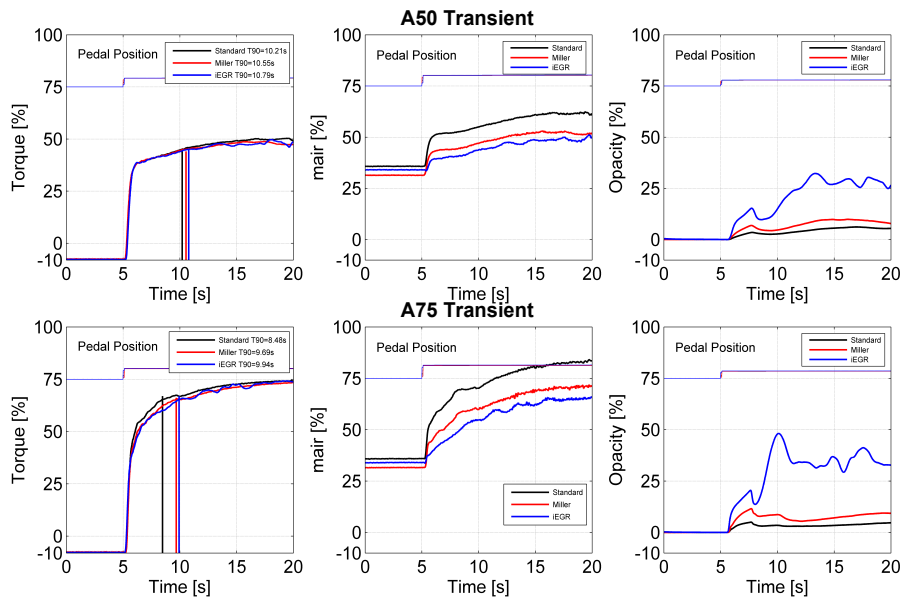 A50 Transient
100
75
50
25
0
-10
Torque [%]
Pedal Position
Standard T90=10.21s
Miller T90=10.55s
iEGR T90=10.79s
0 5 10 15 20
Time [s]
100
75
50
25
0
-10
mair [%]
Pedal Position
Standard
Miller
iEGR
0 5 10 15 20
Time [s]
100
75
50
25
0
-10
Opacity [%]
Pedal Position
Standard
Miller
iEGR
0 5 10 15 20
Time [s]
A75 Transient
100
75
50
25
0
-10
Torque [%]
Pedal Position
Standard T90=8.48s
Miller T90=9.69s
iEGR T90=9.94s
0 5 10 15 20
Time [s]
100
75
50
25
0
-10
mair [%]
Pedal Position
Standard
Miller
iEGR
0 5 10 15 20
Time [s]
100
75
50
25
0
-10
Opacity [%]
Pedal Position
Standard
Miller
iEGR
0 5 10 15 20
Time [s]